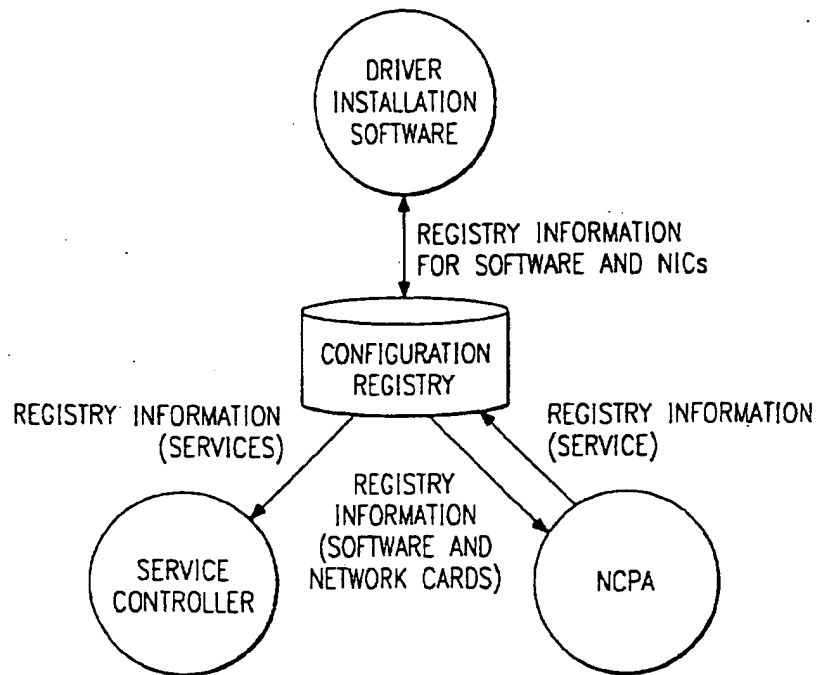 DRIVER
INSTALLATION
SOFTWARE
REGISTRY INFORMATION
FOR SOFTWARE AND NICs
CONFIGURATION
REGISTRY
REGISTRY INFORMATION
(SERVICES)
REGISTRY INFORMATION
(SERVICE)
REGISTRY
INFORMATION
(SOFTWARE AND
NETWORK CARDS)
SERVICE
CONTROLLER
NCPA